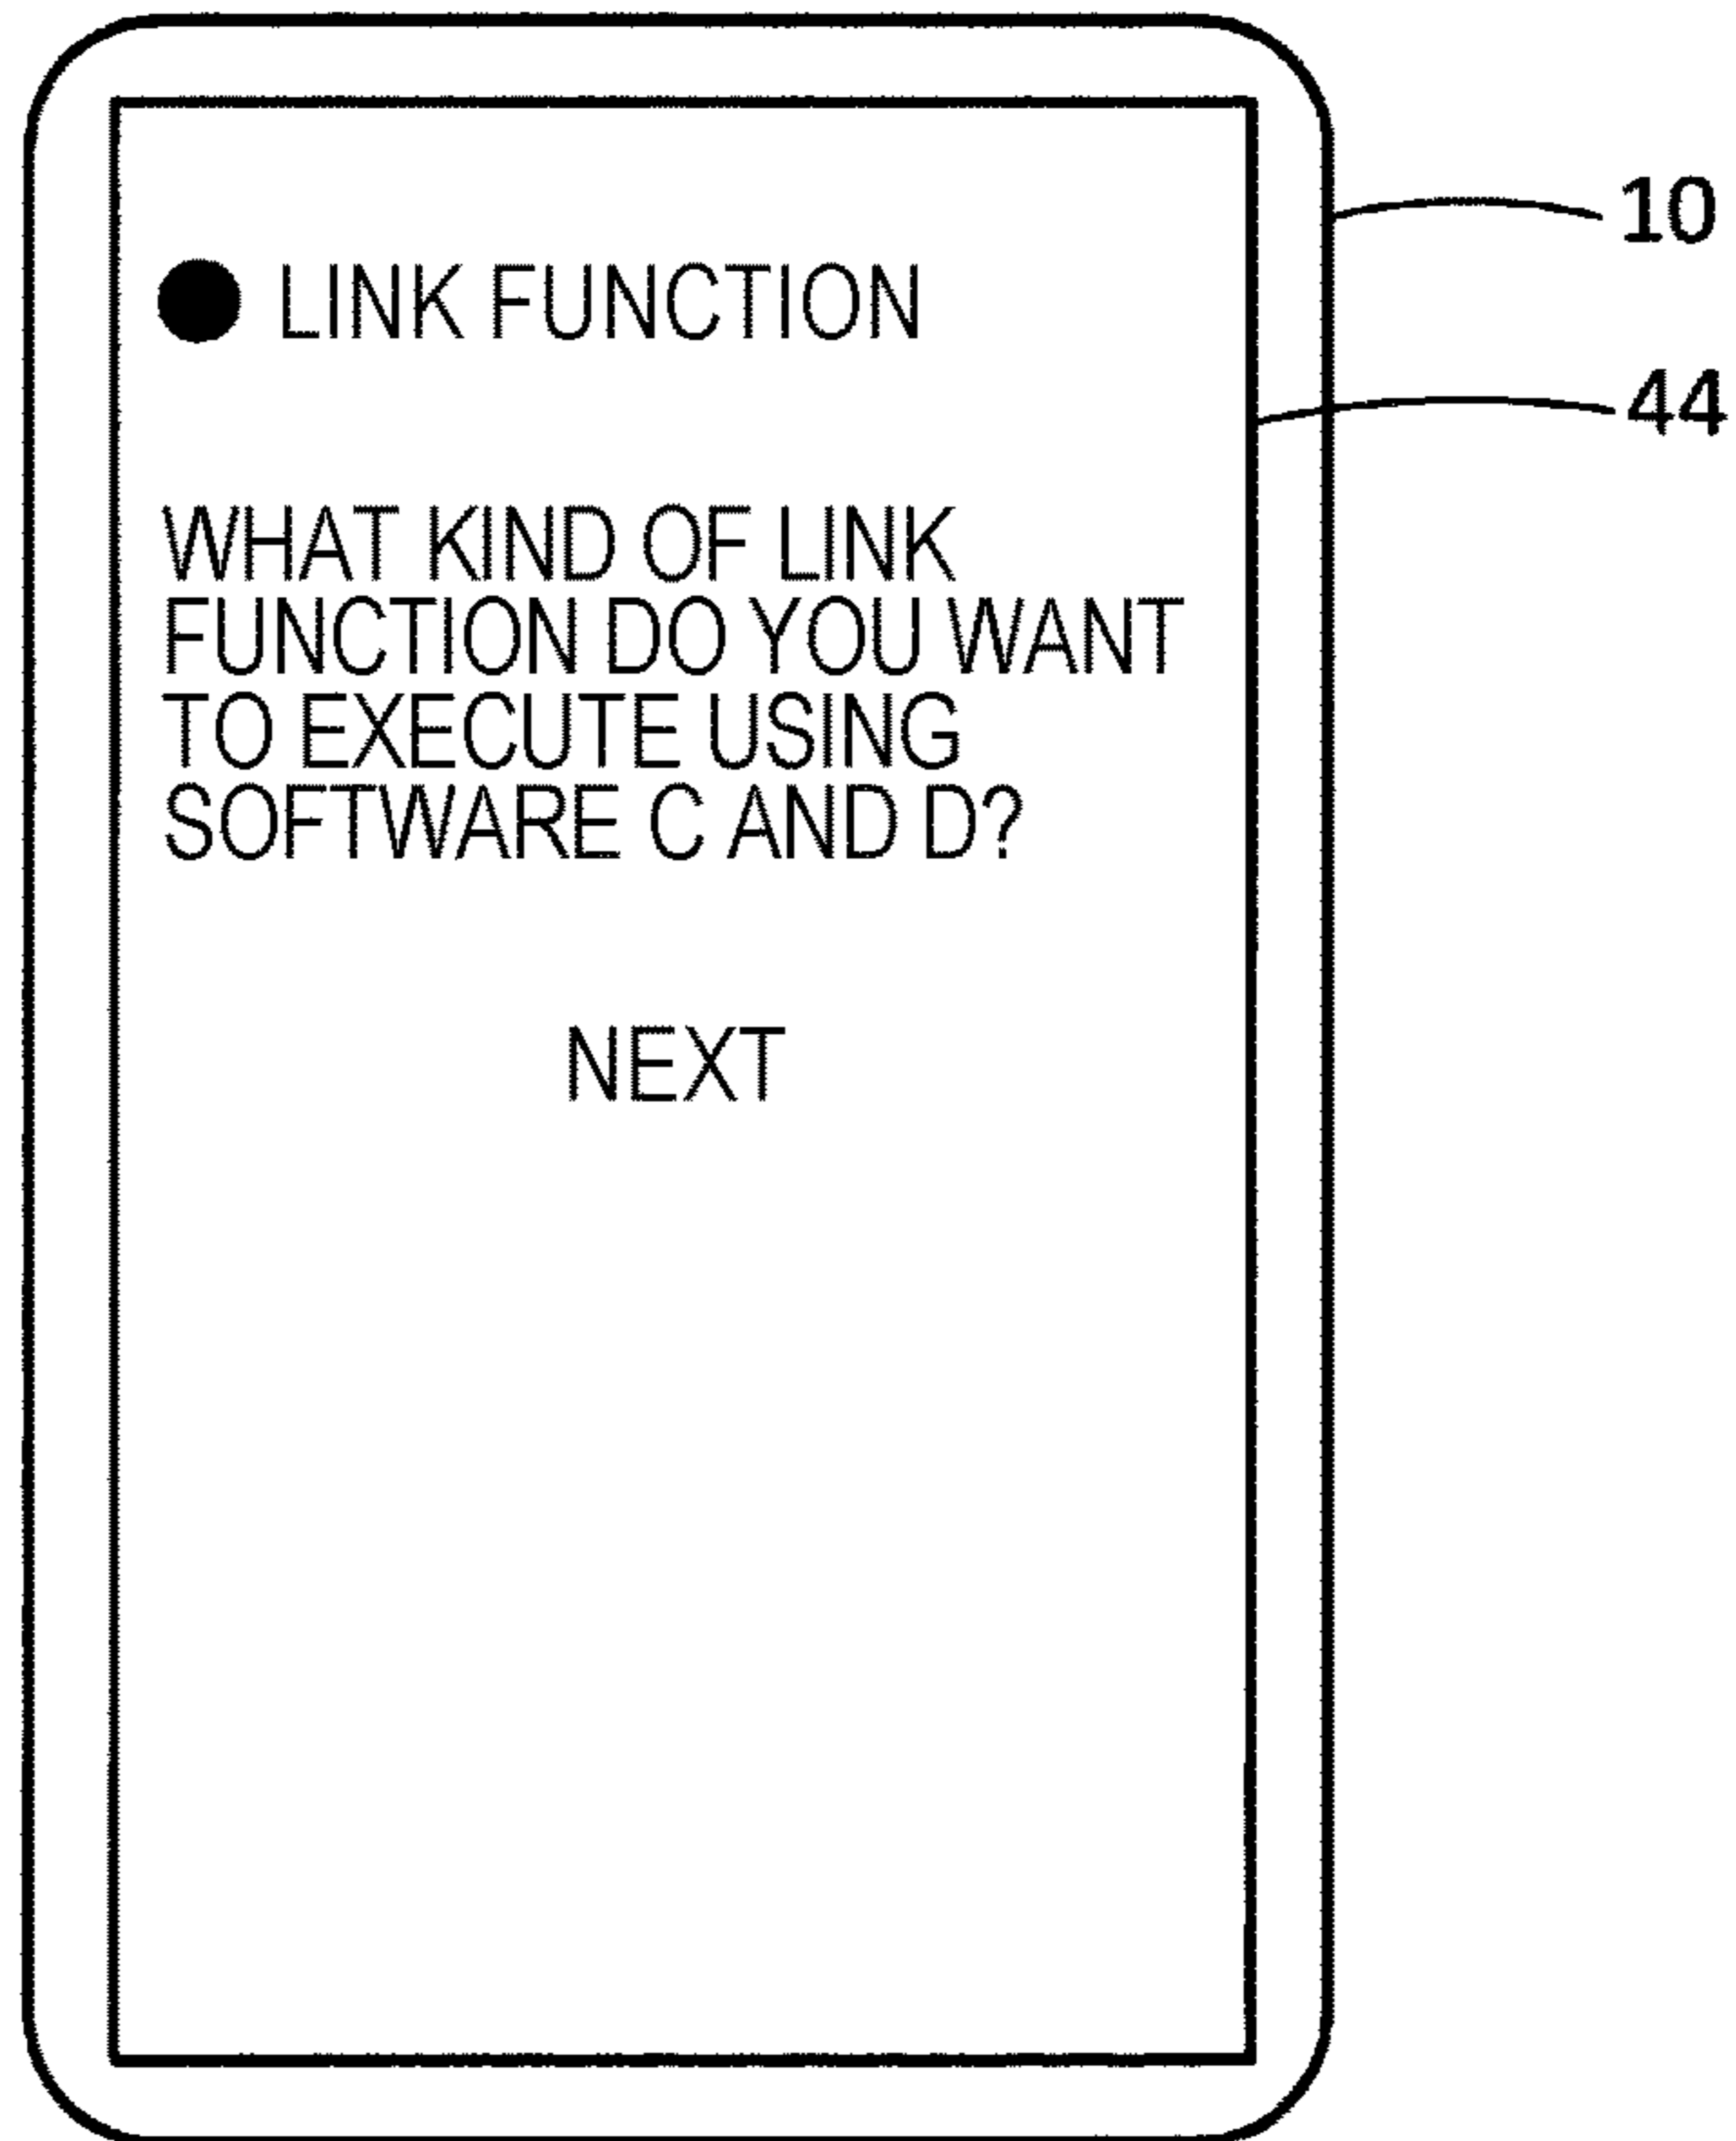 ● LINK FUNCTION
WHAT KIND OF LINK
FUNCTION DO YOU WANT
TO EXECUTE USING
SOFTWARE C AND D?
NEXT
10
44